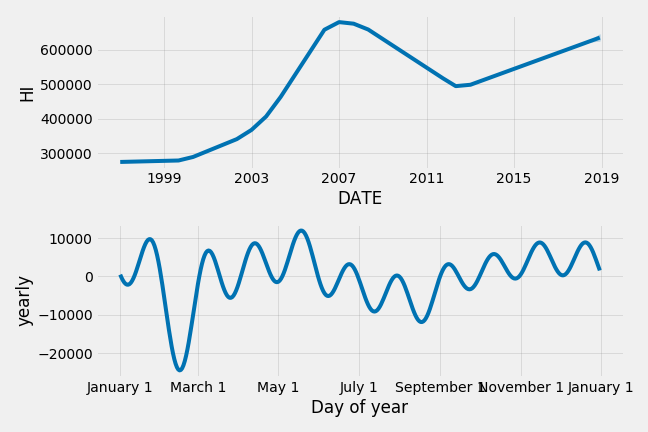 600000
500000
400000
300000
HI
1999 2003 2007 2011 2015 2019
DATE
10000
0
−10000
−20000
yearly
January 1 March 1 May 1 July 1 September 1 November 1 January 1
Day of year